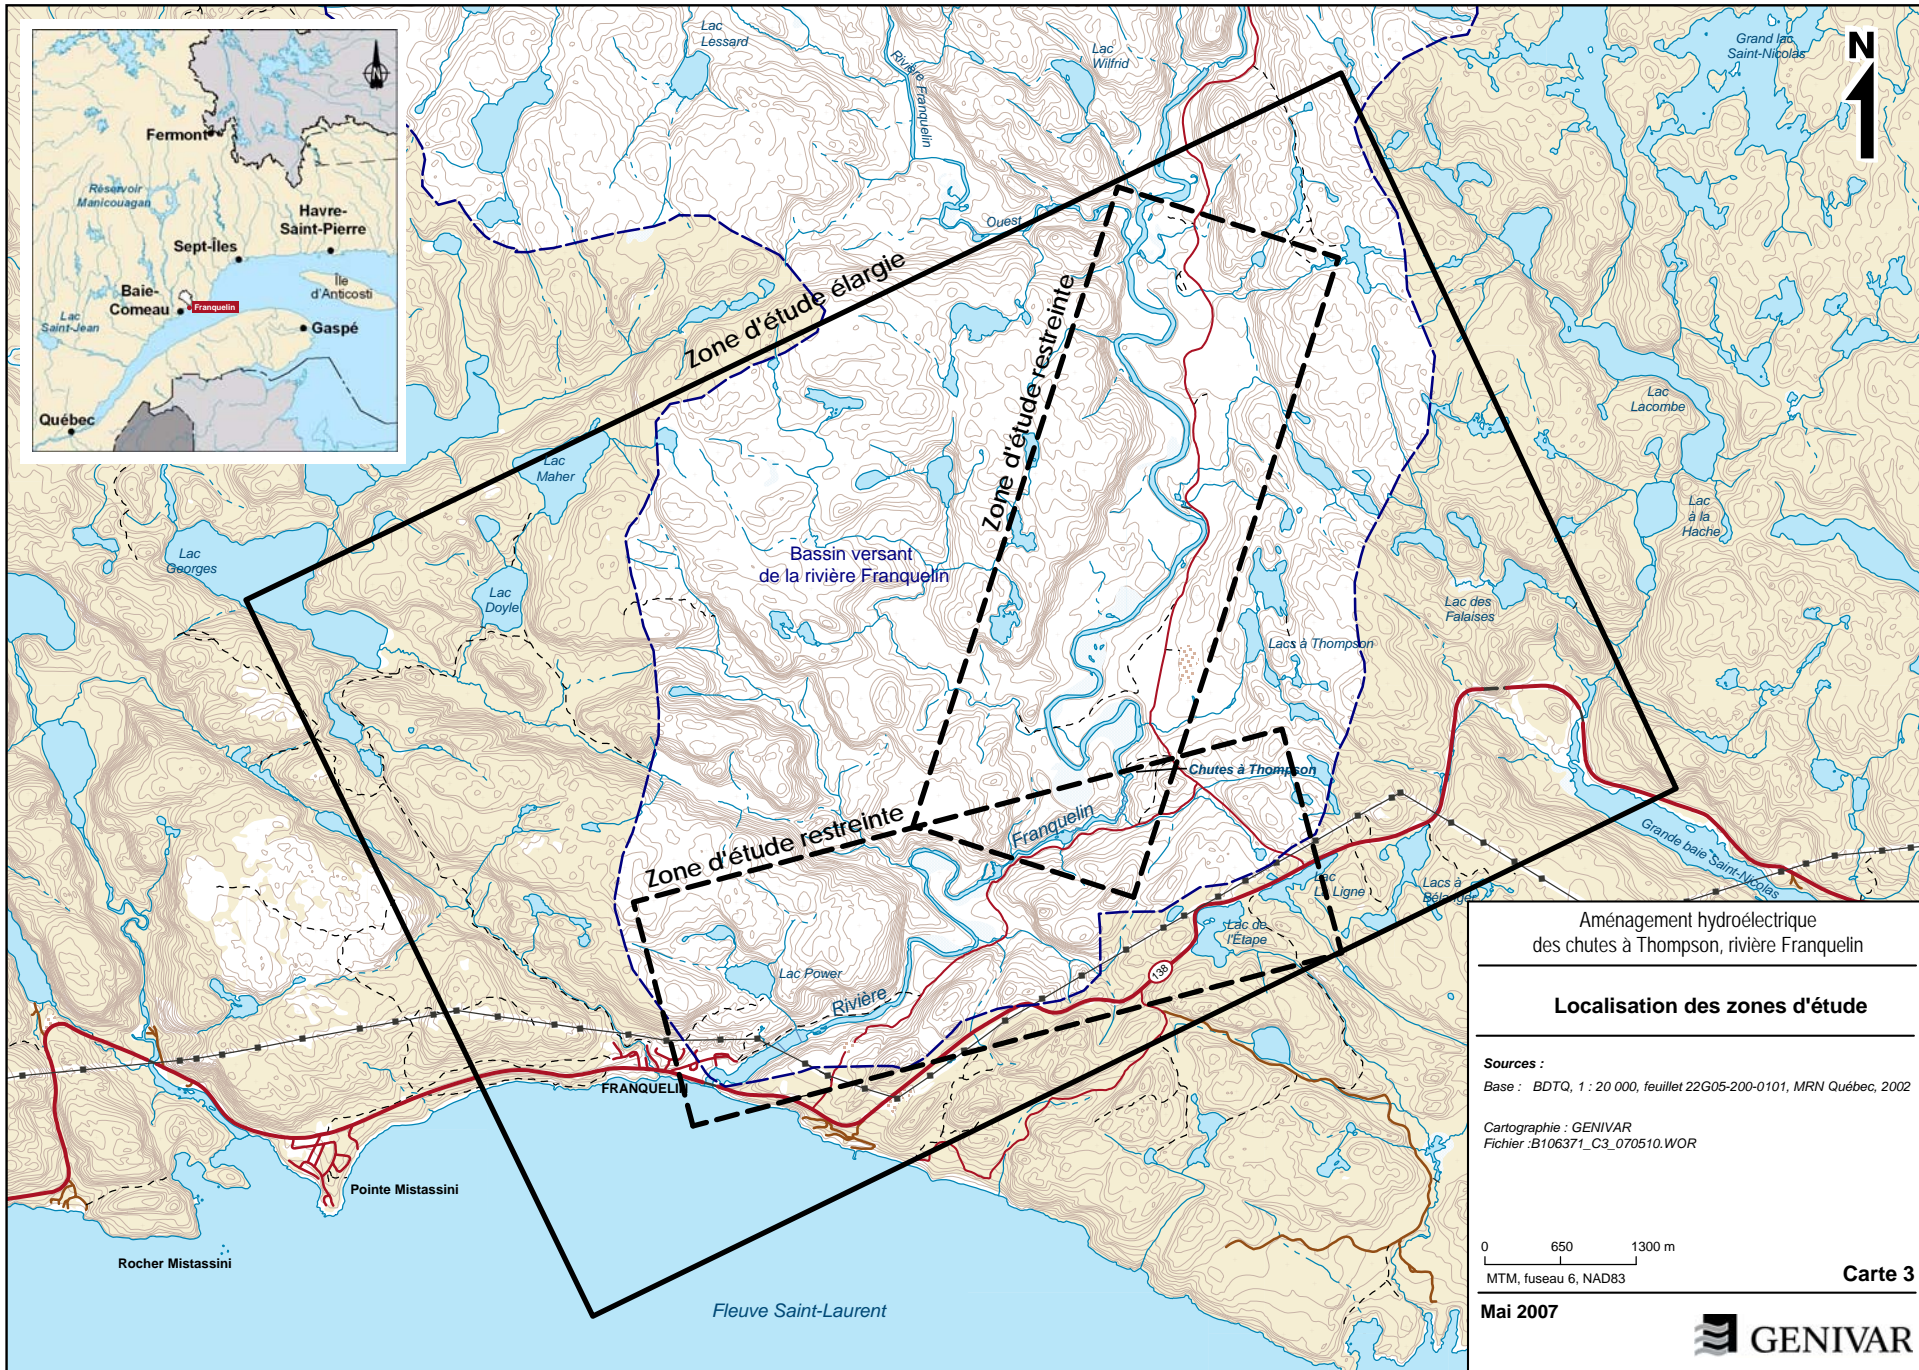 Fermont
Réservoir
Manicouagan
Havre-
Saint-Pierre
Sept-Îles
Île
d'Anticosti
Baie-
Comeau
Franquelin
Lac
Saint-Jean
Gaspé
Québec
N
Lac
Lessard
Rivière Franquelin
Ouest
Lac
Wilfrid
Grand lac
Saint-Nicolas
N
Zone d'étude élargie
Zone d'étude restreinte
Lac
Maher
Lac
Georges
Lac
Doyle
Bassin versant
de la rivière Franquelin
Lac
Lacombe
Lac
à la
Hache
Lac des
Falaises
Lacs à Thompson
Chutes à Thompson
Franquelin
Zone d'étude restreinte
Grande baie Saint-Nicolas
Lac
La Ligne
Lacs à
Bélanger
Lac de
l'Étape
138
Lac Power
Rivière
FRANQUELIN
Pointe Mistassini
Rocher Mistassini
Fleuve Saint-Laurent
Aménagement hydroélectrique
des chutes à Thompson, rivière Franquelin
Localisation des zones d'étude
Sources :
Base : BDTQ, 1 : 20 000, feuillet 22G05-200-0101, MRN Québec, 2002
Cartographie : GENIVAR
Fichier :B106371_C3_070510.WOR
0 650 1300 m
MTM, fuseau 6, NAD83
Carte 3
Mai 2007
GENIVAR